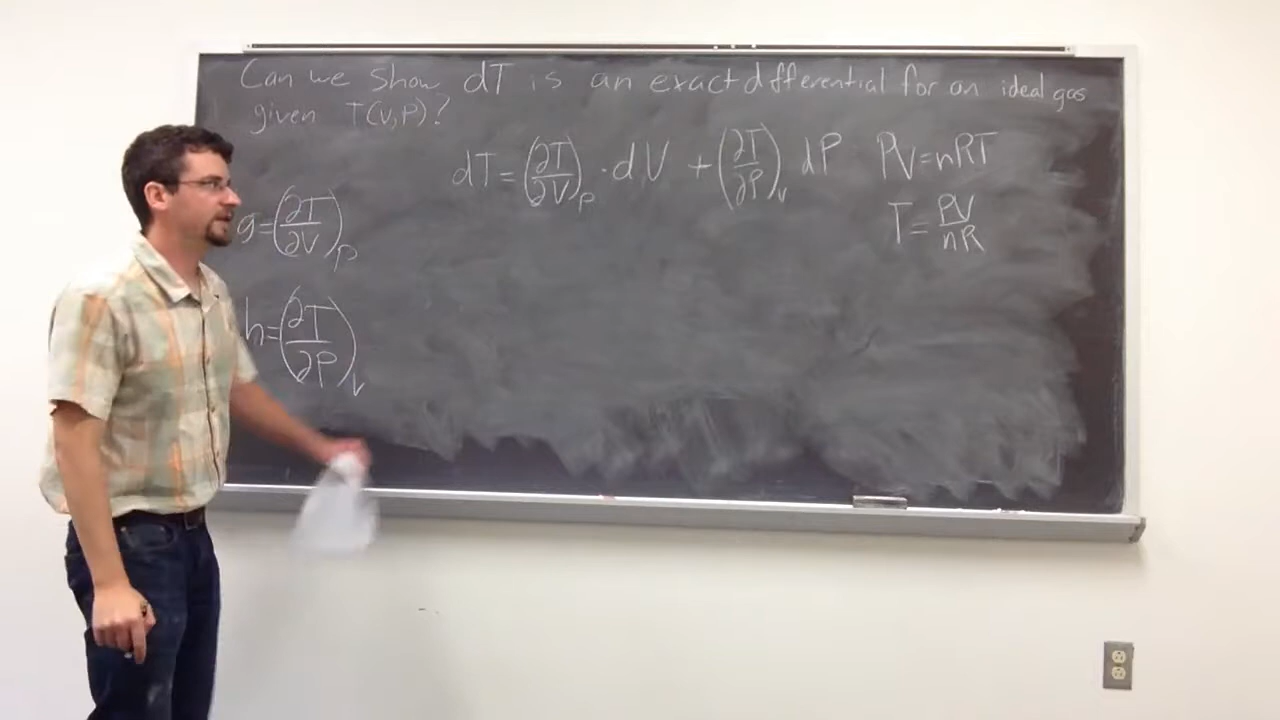 Can we show dT is an exact differential for an ideal gas
given T(V,P)?
dT=(∂T/∂V)_P · dV + (∂T/∂P)_V dP
PV=nRT
T=PV/nR
g=(∂T/∂V)_P
h=(∂T/∂P)_V